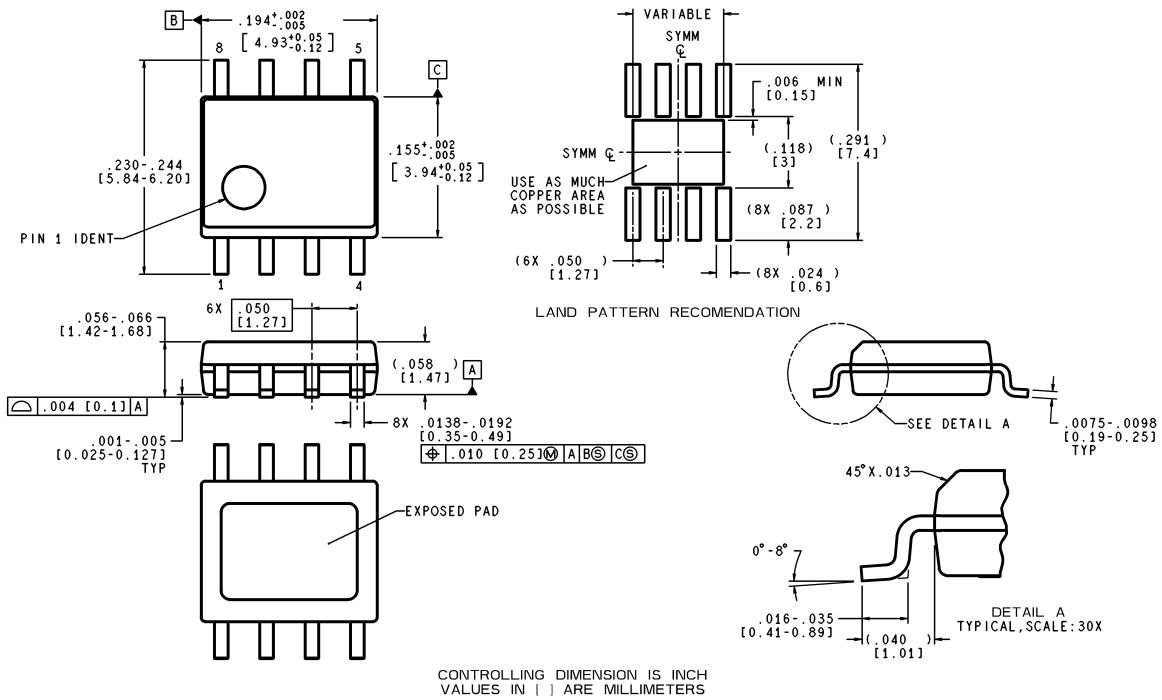 B
.194+.002
-.005
[ 4.93+0.05
-0.12 ]
8
5
C
.230-.244
[5.84-6.20]
.155+.002
-.005
[ 3.94+0.05
-0.12 ]
PIN 1 IDENT
1
4
VARIABLE
SYMM
℄
.006 MIN
[0.15]
SYMM ℄
(.118)
[3]
(.291 )
[7.4]
USE AS MUCH
COPPER AREA
AS POSSIBLE
(8X .087 )
[2.2]
(6X .050 )
[1.27]
(8X .024 )
[0.6]
LAND PATTERN RECOMENDATION
6X .050
[1.27]
.056-.066
[1.42-1.68]
(.058 )
[1.47]
A
⌓ .004 [0.1] A
.001-.005
[0.025-0.127]
TYP
8X .0138-.0192
[0.35-0.49]
⌖ .010 [0.25]Ⓜ A BⓈ CⓈ
SEE DETAIL A
.0075-.0098
[0.19-0.25]
TYP
EXPOSED PAD
45°X.013
0°-8°
.016-.035
[0.41-0.89]
(.040 )
[1.01]
DETAIL A
TYPICAL,SCALE:30X
CONTROLLING DIMENSION IS INCH
VALUES IN [ ] ARE MILLIMETERS